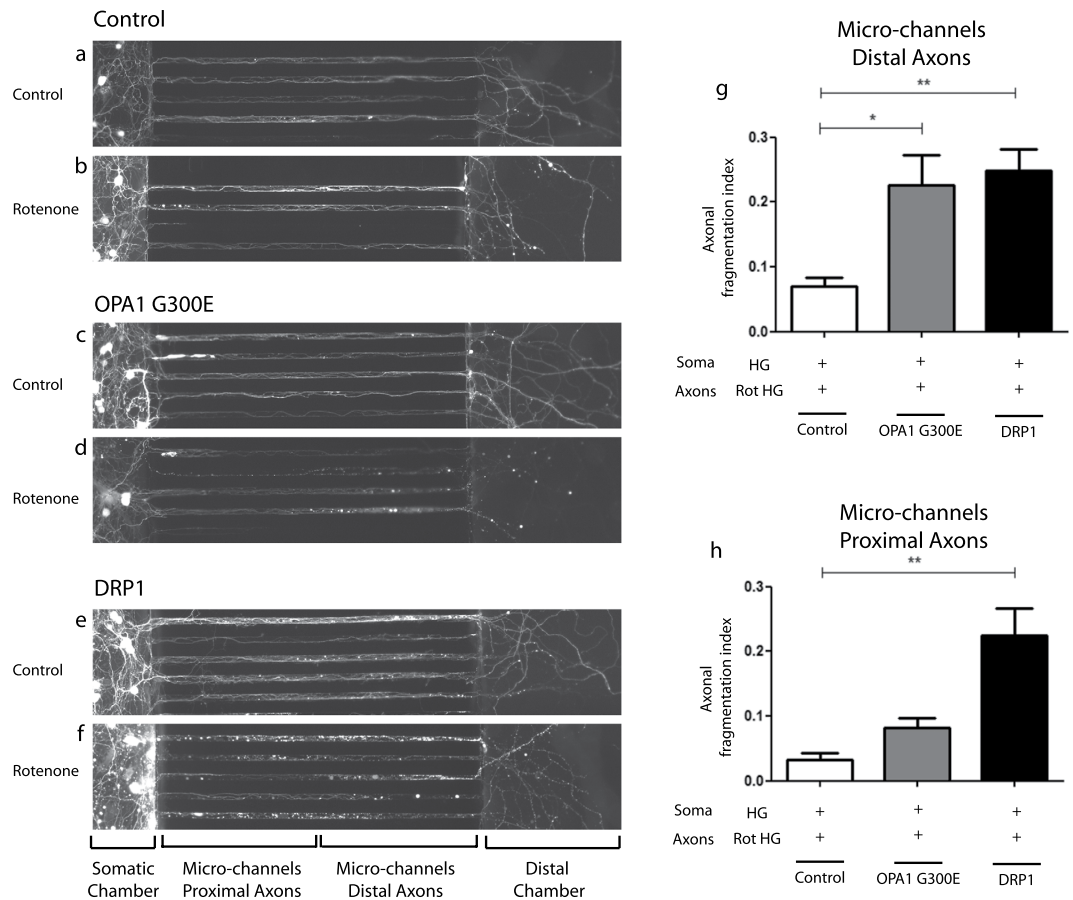 Control
a
Control
b
Rotenone
OPA1 G300E
c
Control
d
Rotenone
DRP1
e
Control
f
Rotenone
Somatic
Chamber
Micro-channels
Proximal Axons
Micro-channels
Distal Axons
Distal
Chamber
Micro-channels
Distal Axons
g
**
*
Axonal
fragmentation index
0.3
0.2
0.1
0.0
Soma HG + + +
Axons Rot HG + + +
Control OPA1 G300E DRP1
Micro-channels
Proximal Axons
h
**
Axonal
fragmentation index
0.3
0.2
0.1
0.0
Soma HG + + +
Axons Rot HG + + +
Control OPA1 G300E DRP1